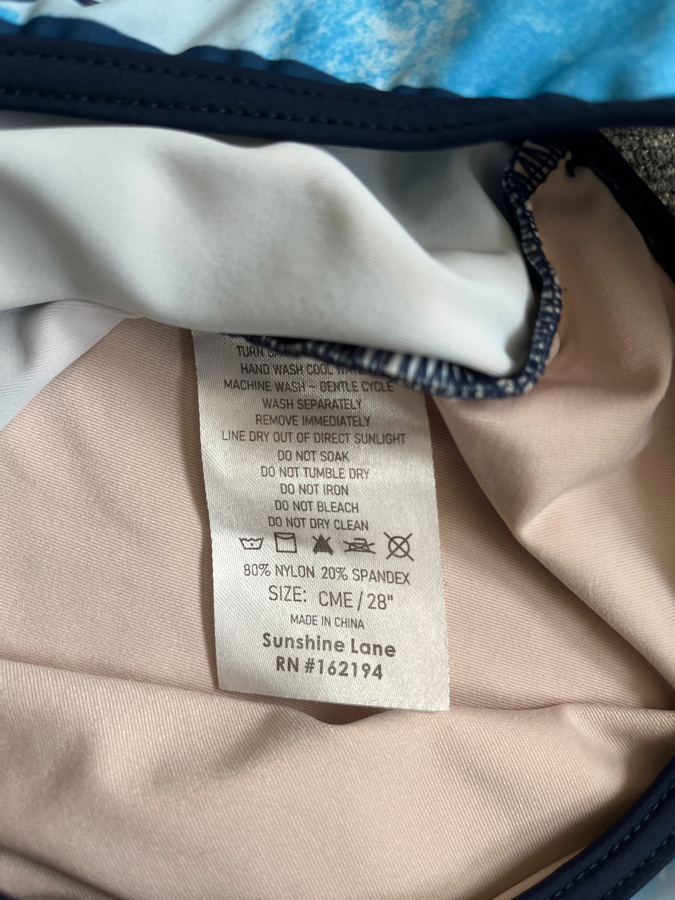 TURN
HAND WASH COOL
MACHINE WASH – GENTLE CYCLE
WASH SEPARATELY
REMOVE IMMEDIATELY
LINE DRY OUT OF DIRECT SUNLIGHT
DO NOT SOAK
DO NOT TUMBLE DRY
DO NOT IRON
DO NOT BLEACH
DO NOT DRY CLEAN
80% NYLON 20% SPANDEX
SIZE: CME / 28"
MADE IN CHINA
Sunshine Lane
RN #162194